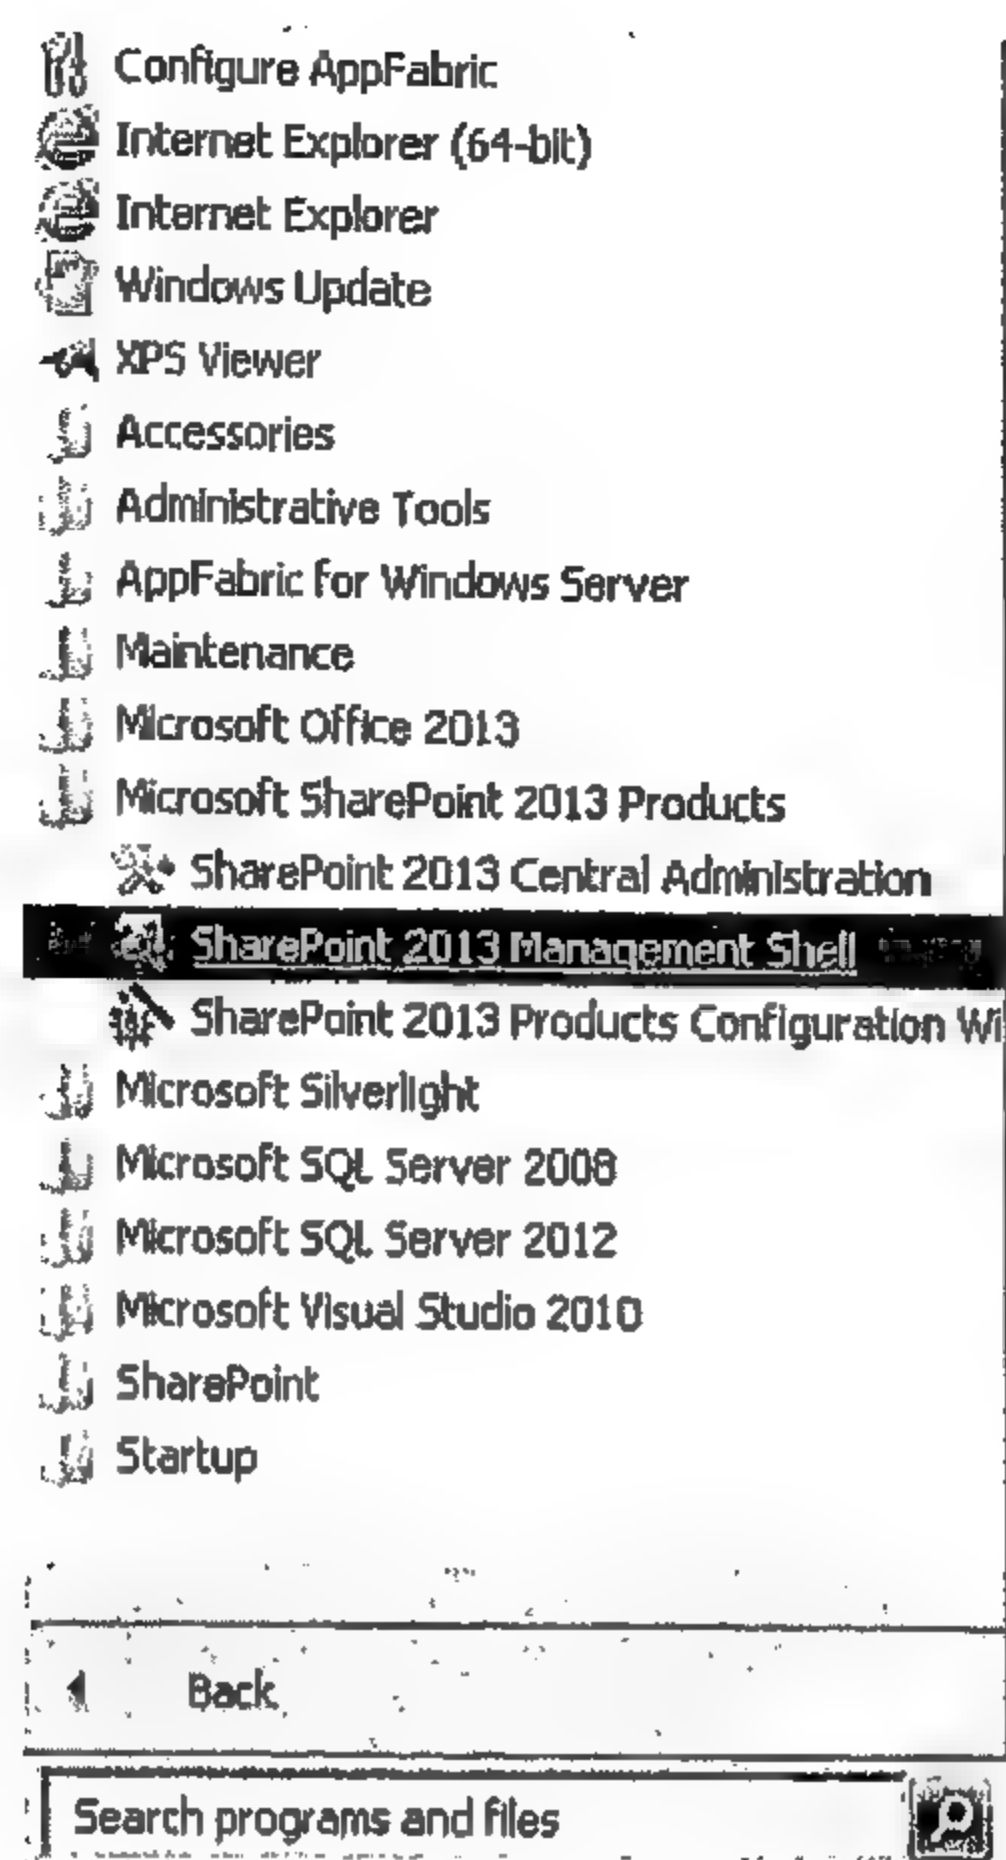 Configure AppFabric
Internet Explorer (64-bit)
Internet Explorer
Windows Update
XPS Viewer
Accessories
Administrative Tools
AppFabric for Windows Server
Maintenance
Microsoft Office 2013
Microsoft SharePoint 2013 Products
SharePoint 2013 Central Administration
SharePoint 2013 Management Shell
SharePoint 2013 Products Configuration Wi
Microsoft Silverlight
Microsoft SQL Server 2008
Microsoft SQL Server 2012
Microsoft Visual Studio 2010
SharePoint
Startup
Back
Search programs and files